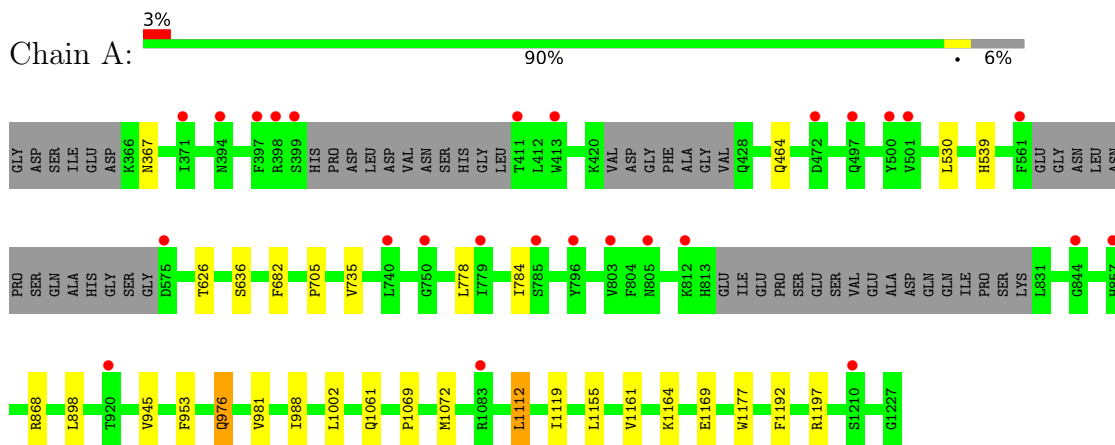 3%
Chain A:
90% • 6%
GLY ASP SER ILE GLU ASP K366 N367 I371 N394 F397 R398 S399 HIS PRO ASP LEU ASP VAL ASN SER HIS GLY LEU T411 L412 W413 K420 VAL ASP GLY PHE ALA GLY VAL Q428 Q464 D472 Q497 Y500 V501 L530 H539 F561 GLU GLY ASN LEU ASN
PRO SER GLN ALA HIS GLY SER GLY D575 T626 S636 F682 P705 V735 L740 G750 L778 I779 I784 S785 Y796 V803 F804 N805 K812 H813 GLU ILE GLU PRO SER GLU SER VAL GLU ALA ASP GLN GLN ILE PRO SER LYS L831 G844 H857
R868 L898 T920 V945 F953 Q976 V981 I988 L1002 Q1061 P1069 M1072 R1083 L1112 I1119 L1155 V1161 K1164 E1169 W1177 F1192 R1197 S1210 G1227